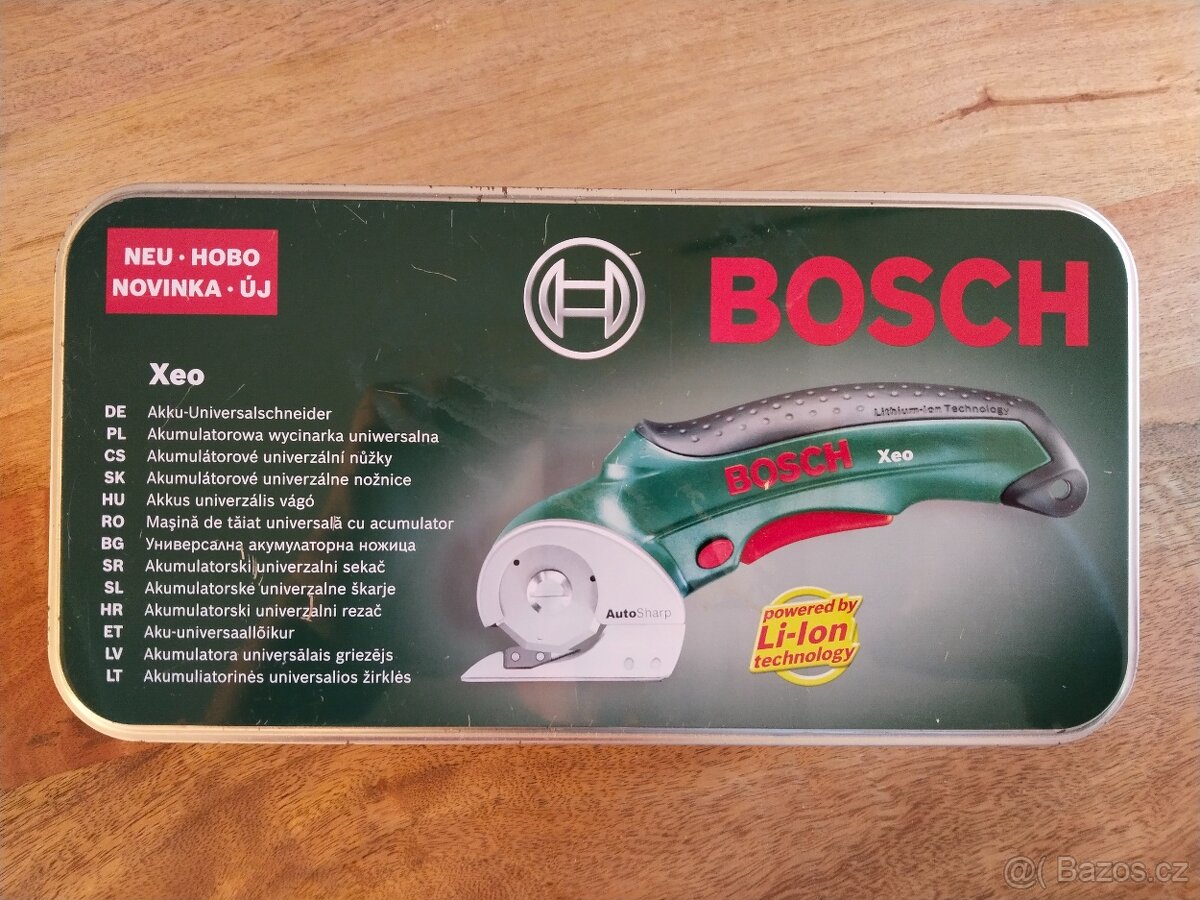 NEU · НОВО
NOVINKA · ÚJ
BOSCH
Xeo
DE Akku-Universalschneider
PL Akumulatorowa wycinarka uniwersalna
CS Akumulátorové univerzální nůžky
SK Akumulátorové univerzálne nožnice
HU Akkus univerzális vágó
RO Maşină de tăiat universală cu acumulator
BG Универсална акумулаторна ножица
SR Akumulatorski univerzalni sekač
SL Akumulatorske univerzalne škarje
HR Akumulatorski univerzalni rezač
ET Aku-universaallõikur
LV Akumulatora universālais griezējs
LT Akumuliatorinės universalios žirklės
Lithium-Ion Technology
BOSCH Xeo
AutoSharp
powered by
Li-Ion
technology
@( Bazos.cz